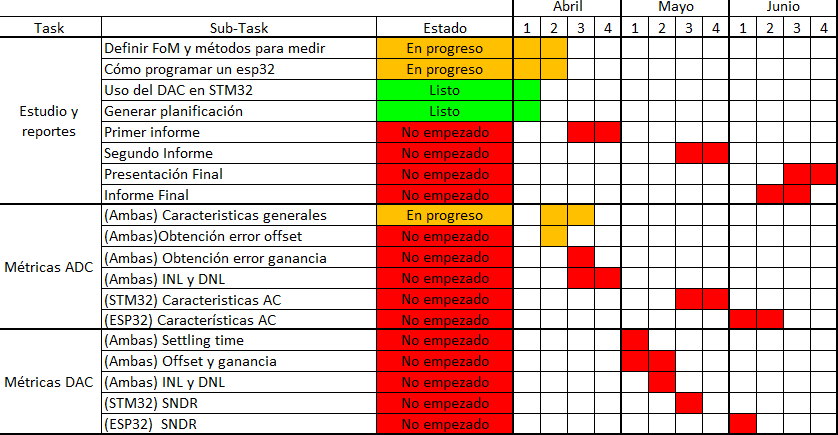 Abril Mayo Junio
Task Sub-Task Estado 1 2 3 4 1 2 3 4 1 2 3 4
Definir FoM y métodos para medir En progreso
Cómo programar un esp32 En progreso
Uso del DAC en STM32 Listo
Estudio y reportes Generar planificación Listo
Primer informe No empezado
Segundo Informe No empezado
Presentación Final No empezado
Informe Final No empezado
(Ambas) Caracteristicas generales En progreso
(Ambas)Obtención error offset No empezado
Métricas ADC (Ambas) Obtención error ganancia No empezado
(Ambas) INL y DNL No empezado
(STM32) Caracteristicas AC No empezado
(ESP32) Características AC No empezado
(Ambas) Settling time No empezado
(Ambas) Offset y ganancia No empezado
Métricas DAC (Ambas) INL y DNL No empezado
(STM32) SNDR No empezado
(ESP32) SNDR No empezado